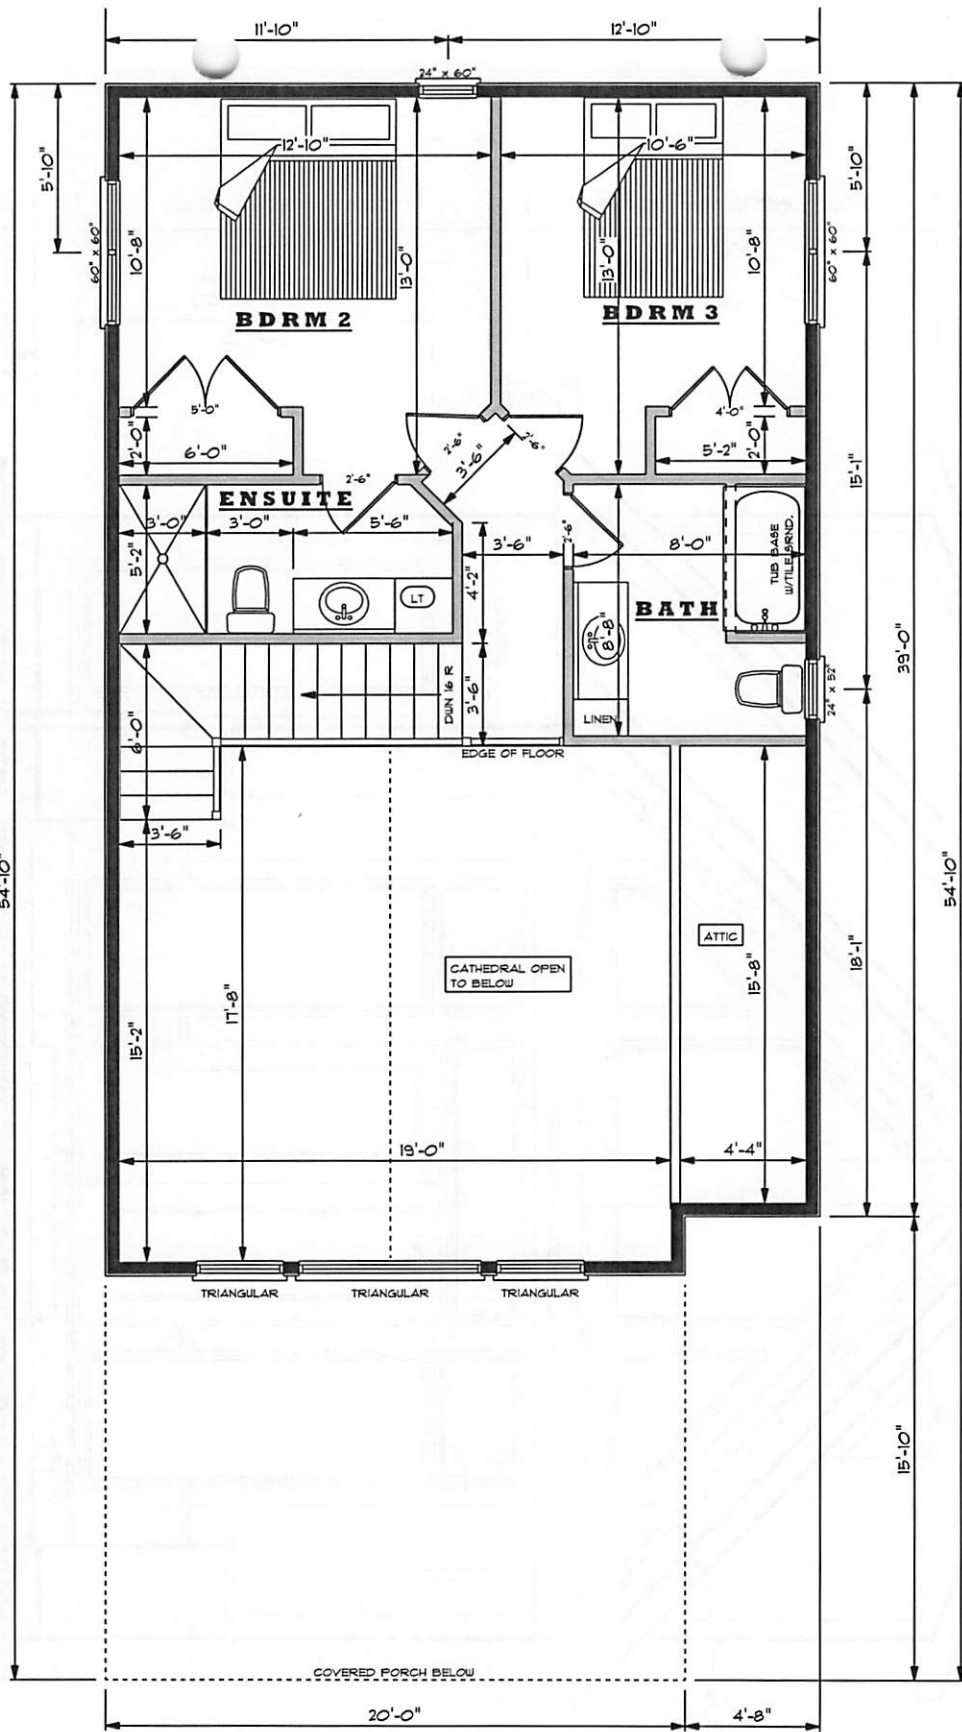 11'-10"
12'-10"
24" x 60"
12'-10"
10'-6"
5'-10"
5'-10"
60" x 60"
10'-8"
13'-0"
13'-0"
10'-8"
60" x 60"
BDRM 2
BDRM 3
5'-0"
4'-0"
2'-0"
6'-0"
2'-6"
3'-6"
2'-6"
5'-2"
2'-0"
15'-1"
ENSUITE
2'-6"
3'-0"
3'-0"
5'-6"
5'-2"
LT
3'-6"
4'-2"
2'-6"
8'-0"
TUB BASE
W/TILE SRND.
BATH
8'-8"
39'-0"
6'-0"
DWN 16 R
3'-6"
LINEN
24" x 52"
EDGE OF FLOOR
3'-6"
54'-10"
54'-10"
ATTIC
CATHEDRAL OPEN
TO BELOW
17'-8"
15'-8"
18'-1"
15'-2"
19'-0"
4'-4"
TRIANGULAR
TRIANGULAR
TRIANGULAR
15'-10"
COVERED PORCH BELOW
20'-0"
4'-8"